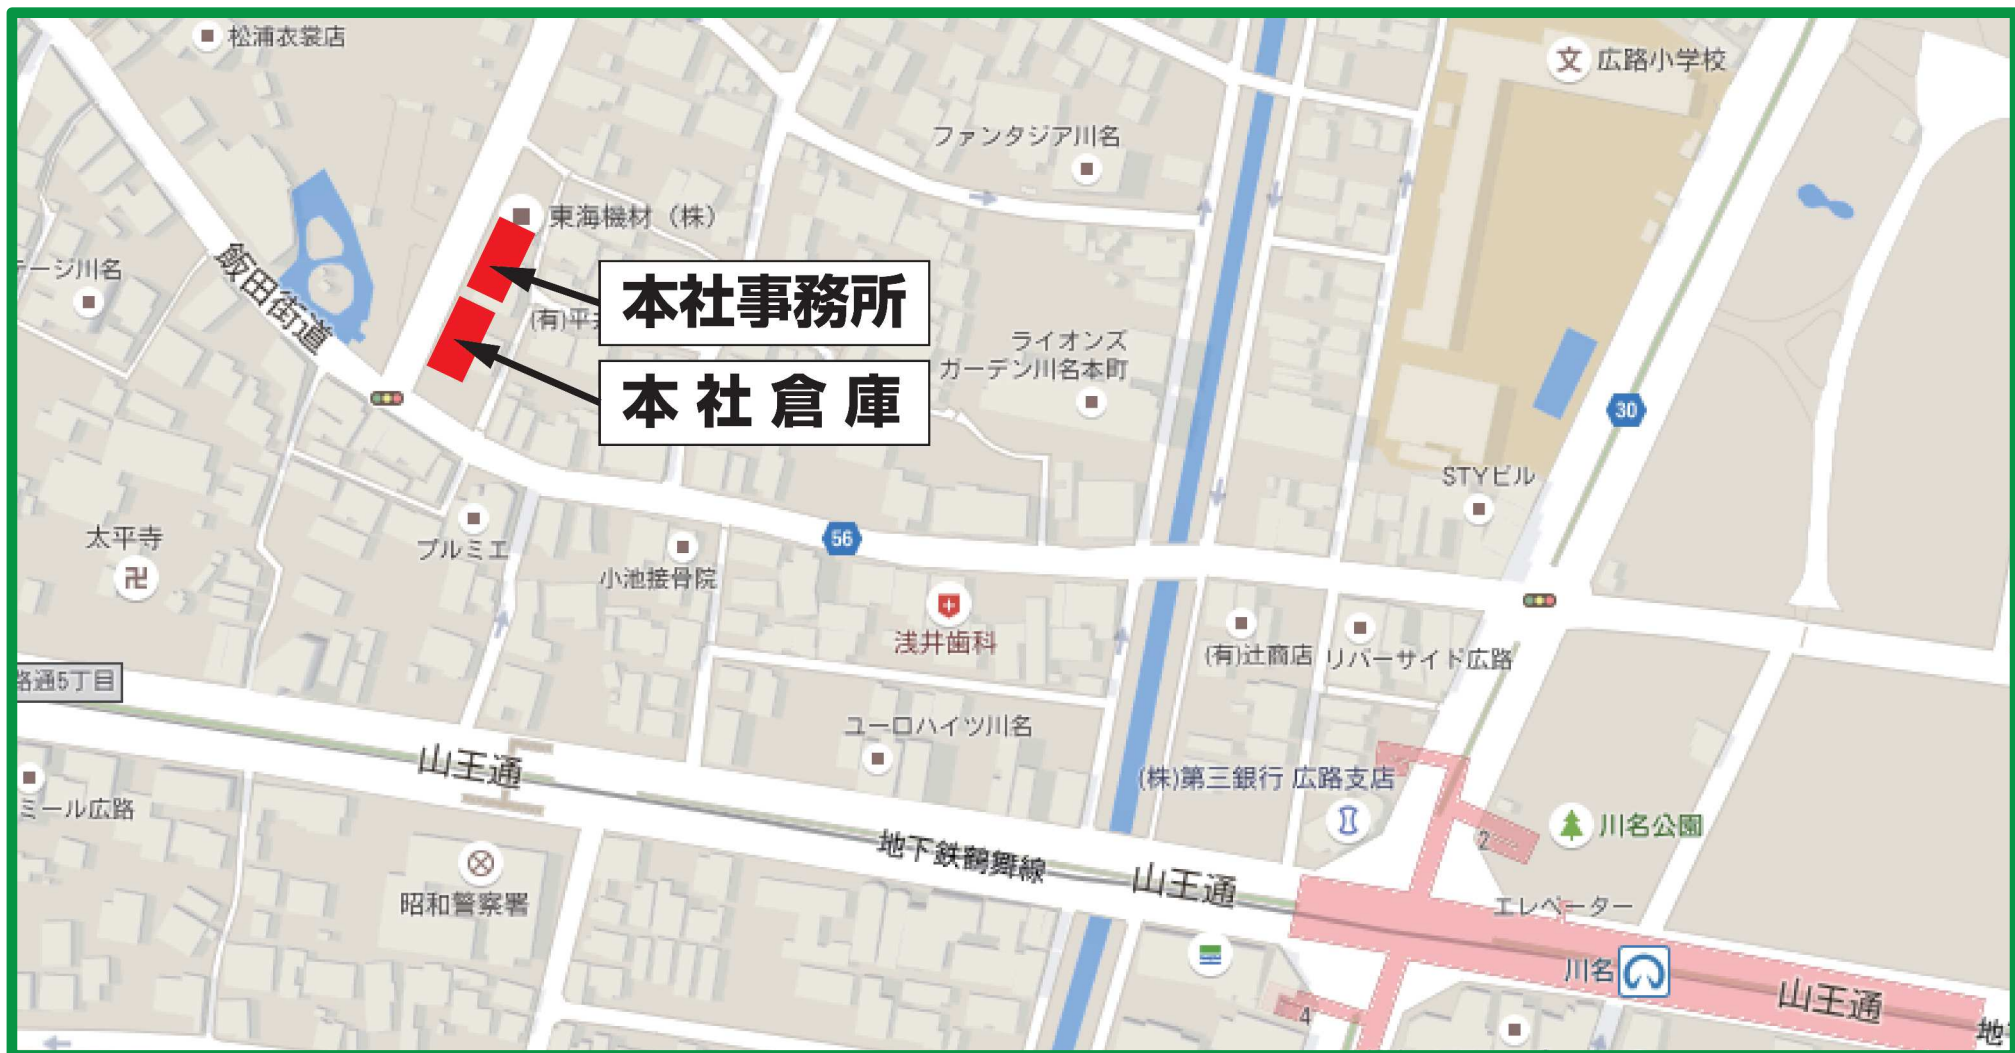 松浦衣裳店
広路小学校
ファンタジア川名
東海機材（株）
テージ川名
飯田街道
本社事務所
(有)平井
ライオンズ
ガーデン川名本町
本社倉庫
30
STYビル
太平寺
プルミエ
56
小池接骨院
浅井歯科
(有)辻商店
リバーサイド広路
路通5丁目
ユーロハイツ川名
山王通
(株)第三銀行 広路支店
ミール広路
2
川名公園
地下鉄鶴舞線
山王通
昭和警察署
エレベーター
川名
山王通
4
地